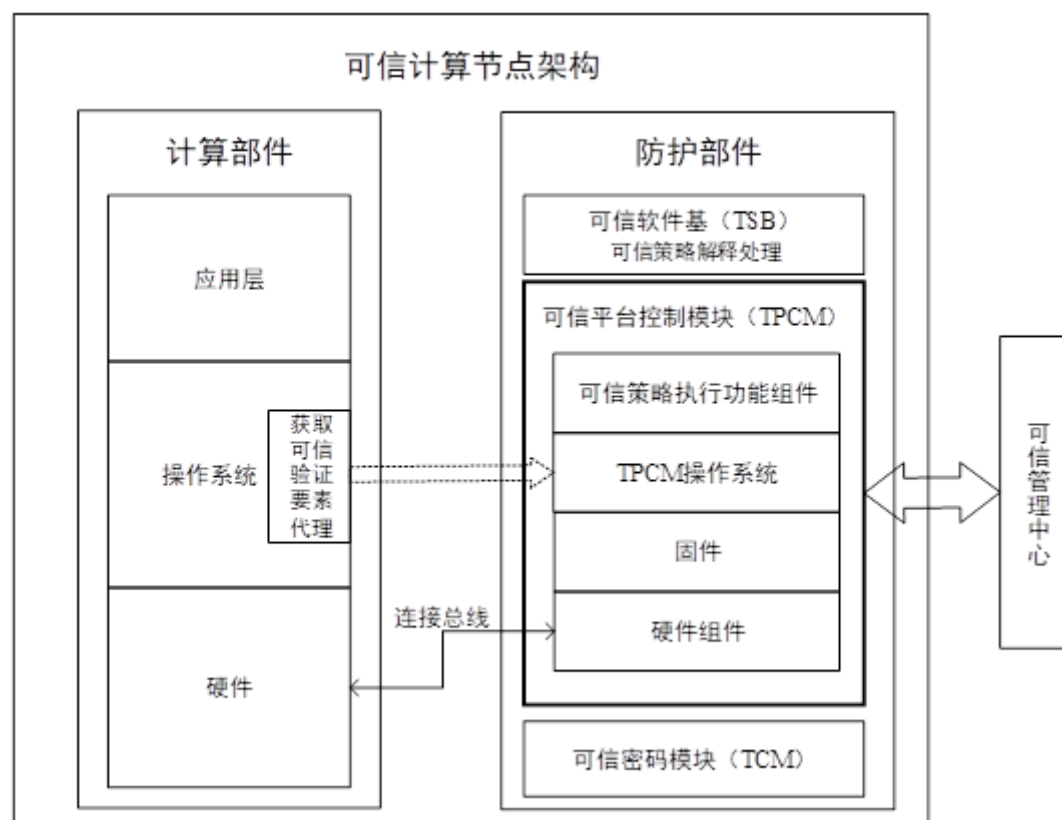 可信计算节点架构
计算部件
应用层
操作系统
获取
可信
验证
要素
代理
硬件
连接总线
防护部件
可信软件基（TSB）
可信策略解释处理
可信平台控制模块（TPCM）
可信策略执行功能组件
TPCM操作系统
固件
硬件组件
可信密码模块（TCM）
可信管理中心